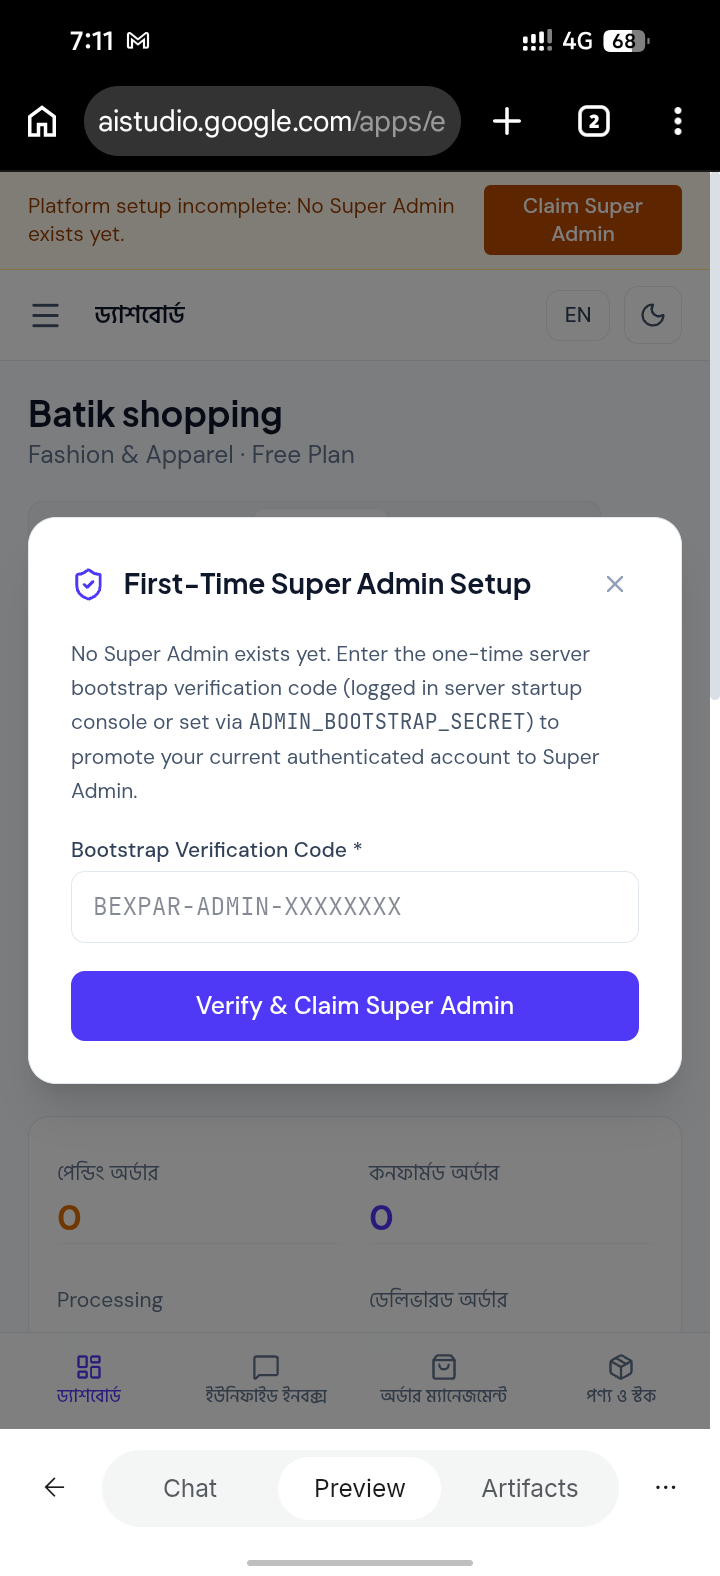 7:11
4G 68
aistudio.google.com/apps/e
2
Platform setup incomplete: No Super Admin
exists yet.
Claim Super
Admin
ড্যাশবোর্ড
EN
Batik shopping
Fashion & Apparel · Free Plan
First-Time Super Admin Setup
No Super Admin exists yet. Enter the one-time server
bootstrap verification code (logged in server startup
console or set via ADMIN_BOOTSTRAP_SECRET) to
promote your current authenticated account to Super
Admin.
Bootstrap Verification Code *
BEXPAR-ADMIN-XXXXXXXX
Verify & Claim Super Admin
পেন্ডিং অর্ডার
কনফার্মড অর্ডার
0
0
Processing
ডেলিভারড অর্ডার
ড্যাশবোর্ড
ইউনিফাইড ইনবক্স
অর্ডার ম্যানেজমেন্ট
পণ্য ও স্টক
Chat
Preview
Artifacts